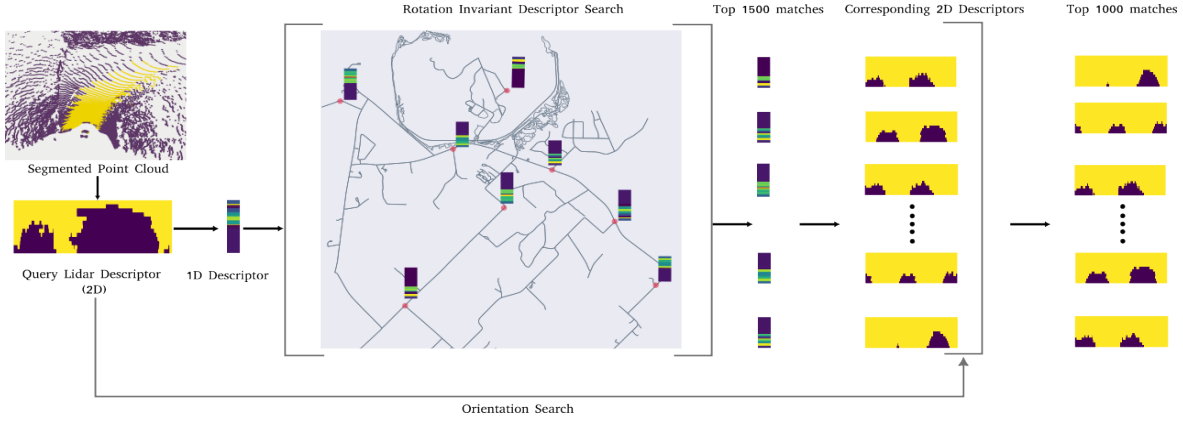 Rotation Invariant Descriptor Search
Top 1500 matches
Corresponding 2D Descriptors
Top 1000 matches
Segmented Point Cloud
Query Lidar Descriptor
(2D)
1D Descriptor
Orientation Search